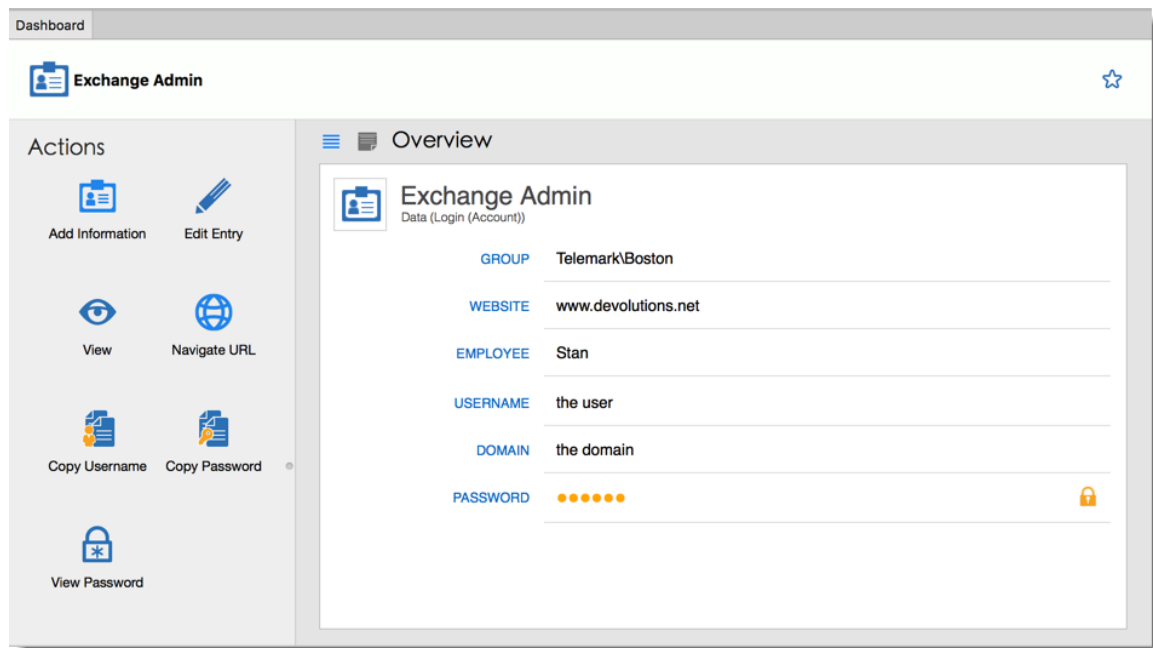 Dashboard
Exchange Admin
Actions
Add Information
Edit Entry
View
Navigate URL
Copy Username
Copy Password
View Password
Overview
Exchange Admin
Data (Login (Account))
GROUP Telemark\Boston
WEBSITE www.devolutions.net
EMPLOYEE Stan
USERNAME the user
DOMAIN the domain
PASSWORD ●●●●●●